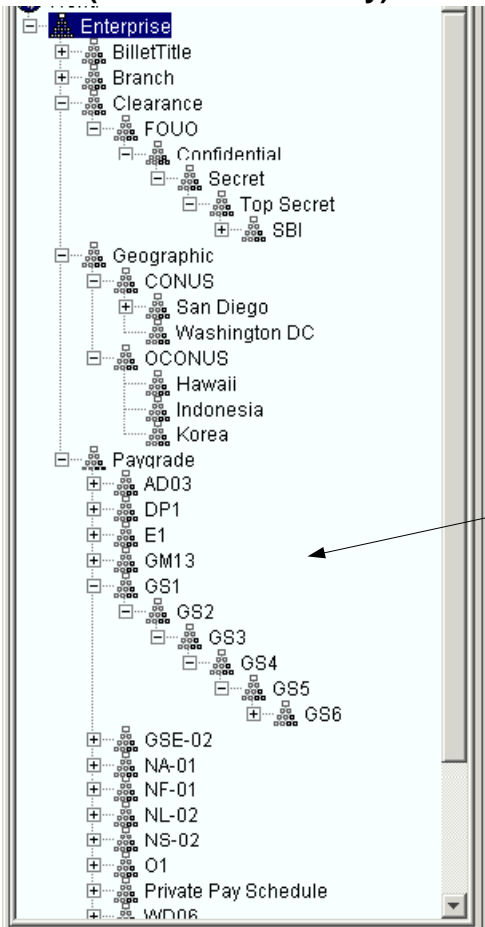 Enterprise
BilletTitle
Branch
Clearance
FOUO
Confidential
Secret
Top Secret
SBI
Geographic
CONUS
San Diego
Washington DC
OCONUS
Hawaii
Indonesia
Korea
Paygrade
AD03
DP1
E1
GM13
GS1
GS2
GS3
GS4
GS5
GS6
GSE-02
NA-01
NF-01
NL-02
NS-02
O1
Private Pay Schedule
WD06